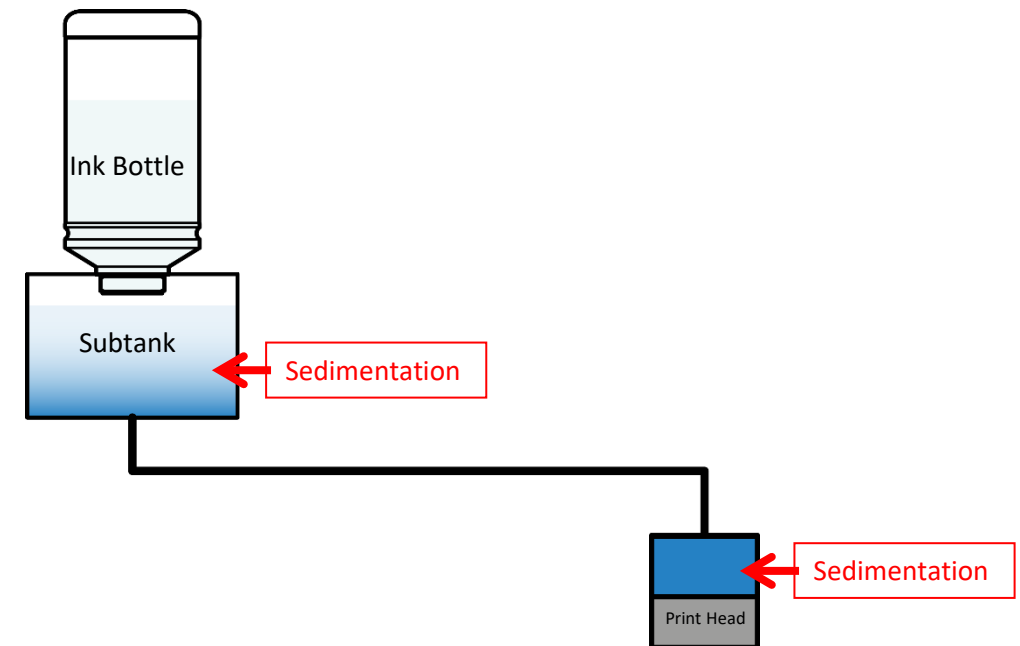 Ink Bottle
Subtank
Sedimentation
Sedimentation
Print Head